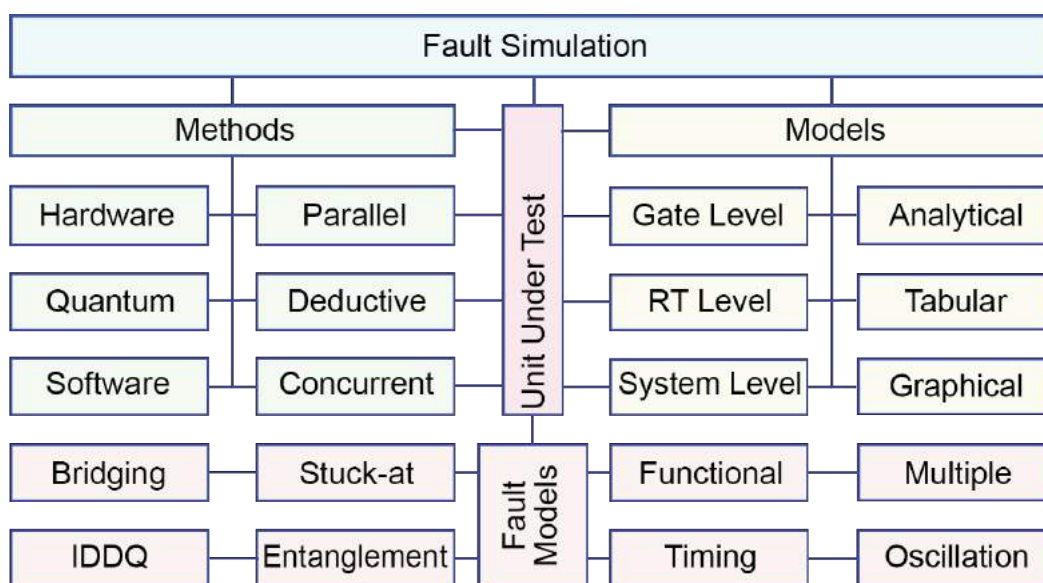 Fault Simulation
Methods
Models
Unit Under Test
Hardware
Parallel
Gate Level
Analytical
Quantum
Deductive
RT Level
Tabular
Software
Concurrent
System Level
Graphical
Bridging
Stuck-at
Fault
Models
Functional
Multiple
IDDQ
Entanglement
Timing
Oscillation